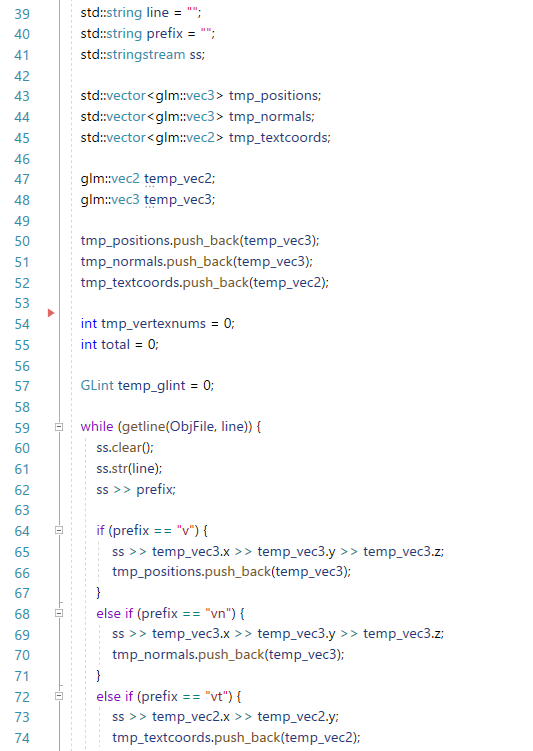 39 std::string line = "";
40 std::string prefix = "";
41 std::stringstream ss;
42
43 std::vector<glm::vec3> tmp_positions;
44 std::vector<glm::vec3> tmp_normals;
45 std::vector<glm::vec2> tmp_textcoords;
46
47 glm::vec2 temp_vec2;
48 glm::vec3 temp_vec3;
49
50 tmp_positions.push_back(temp_vec3);
51 tmp_normals.push_back(temp_vec3);
52 tmp_textcoords.push_back(temp_vec2);
53
54 int tmp_vertexnums = 0;
55 int total = 0;
56
57 GLint temp_glint = 0;
58
59 while (getline(ObjFile, line)) {
60 ss.clear();
61 ss.str(line);
62 ss >> prefix;
63
64 if (prefix == "v") {
65 ss >> temp_vec3.x >> temp_vec3.y >> temp_vec3.z;
66 tmp_positions.push_back(temp_vec3);
67 }
68 else if (prefix == "vn") {
69 ss >> temp_vec3.x >> temp_vec3.y >> temp_vec3.z;
70 tmp_normals.push_back(temp_vec3);
71 }
72 else if (prefix == "vt") {
73 ss >> temp_vec2.x >> temp_vec2.y;
74 tmp_textcoords.push_back(temp_vec2);